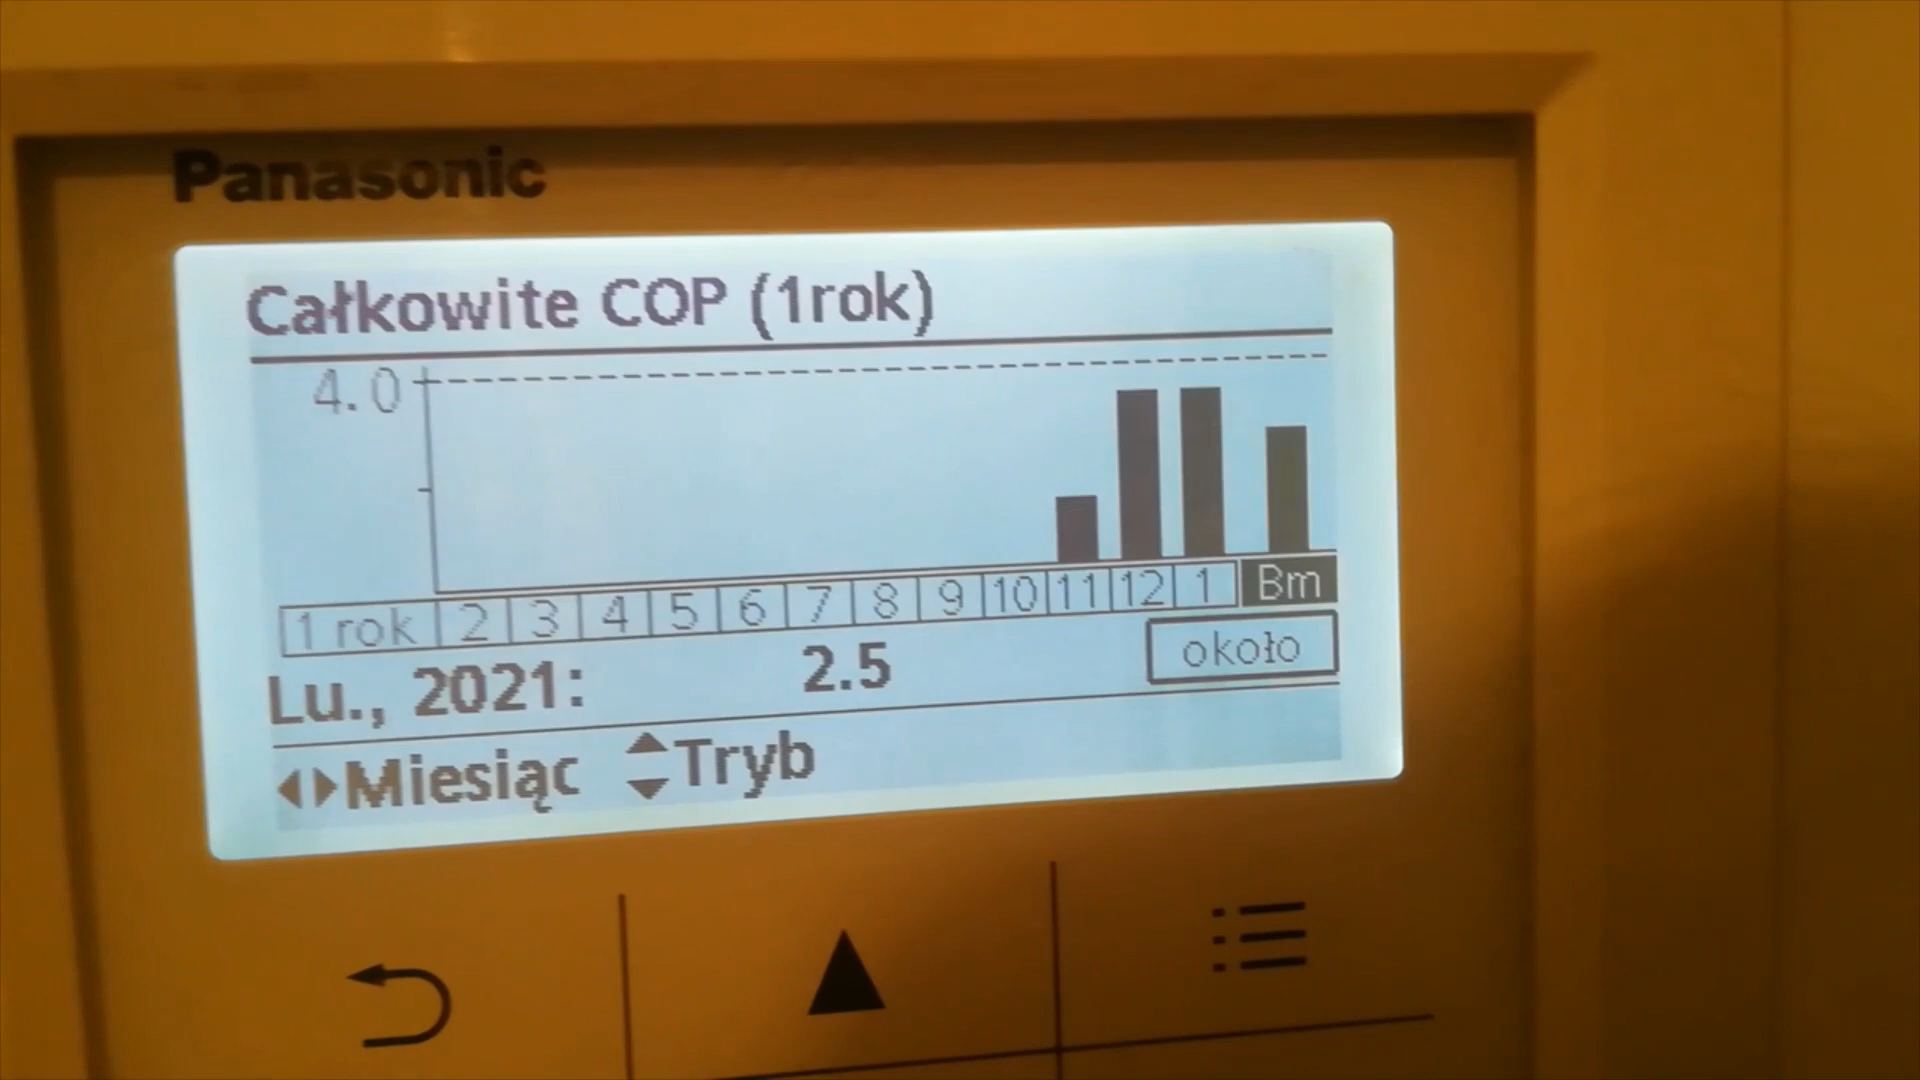 Panasonic
Całkowite COP (1rok)
4.0
1 rok 2 3 4 5 6 7 8 9 10 11 12 1 Bm
Lu., 2021: 2.5 około
Miesiąc Tryb